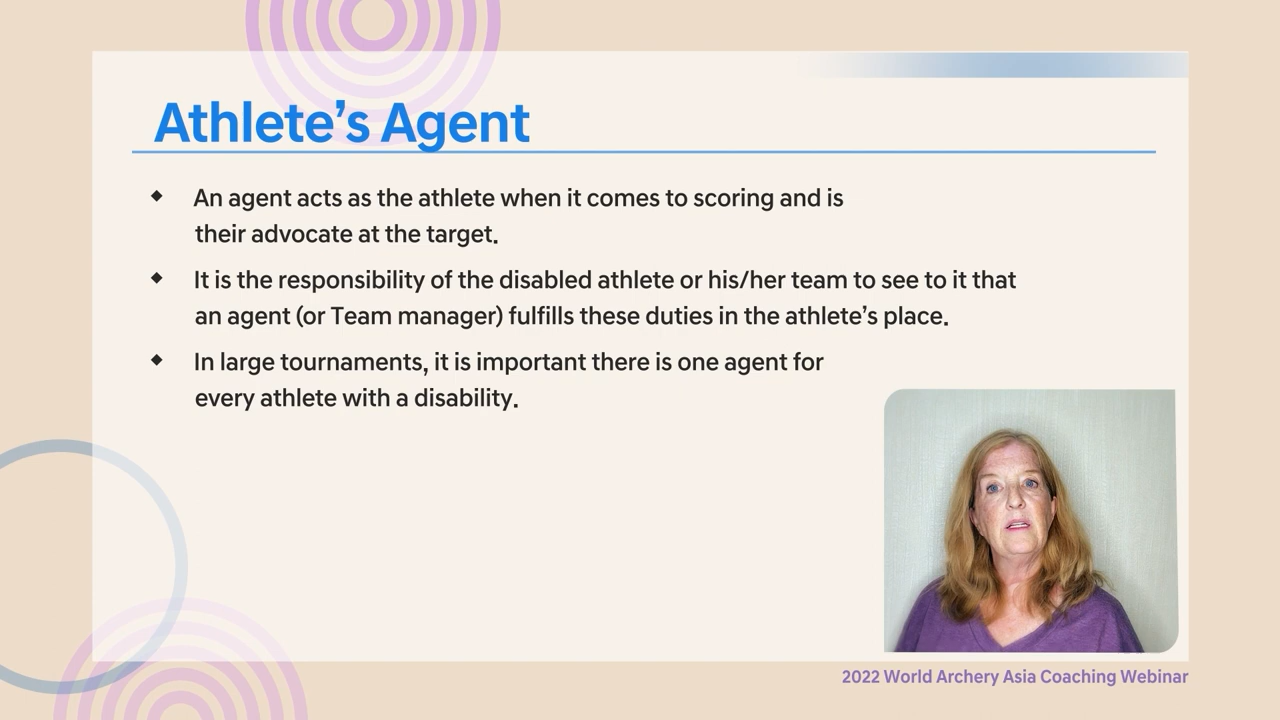 Athlete's Agent
◆ An agent acts as the athlete when it comes to scoring and is
their advocate at the target.
◆ It is the responsibility of the disabled athlete or his/her team to see to it that
an agent (or Team manager) fulfills these duties in the athlete's place.
◆ In large tournaments, it is important there is one agent for
every athlete with a disability.
2022 World Archery Asia Coaching Webinar